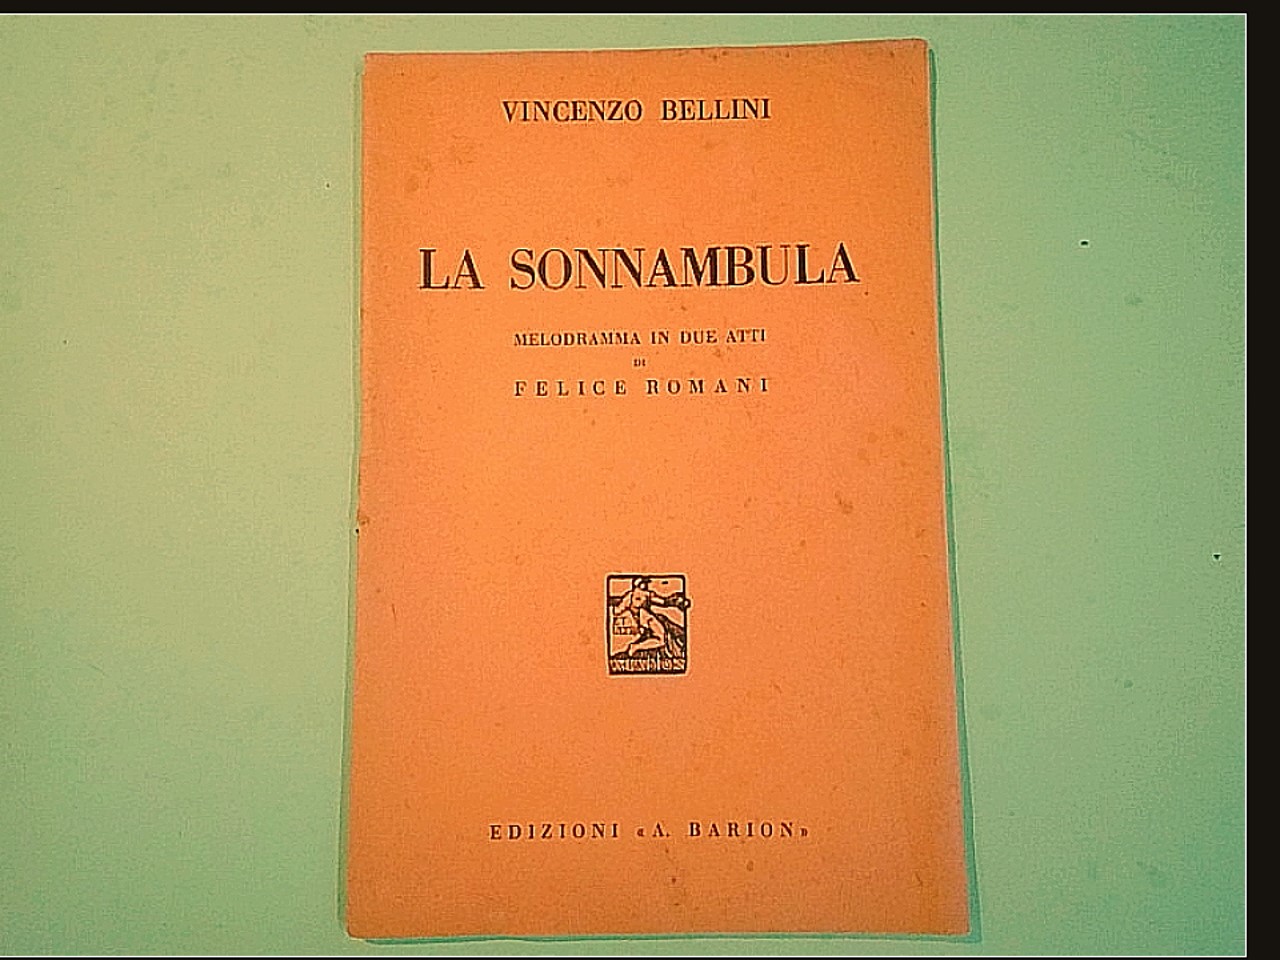 VINCENZO BELLINI
LA SONNAMBULA
MELODRAMMA IN DUE ATTI
DI
FELICE ROMANI
EDIZIONI «A. BARION»